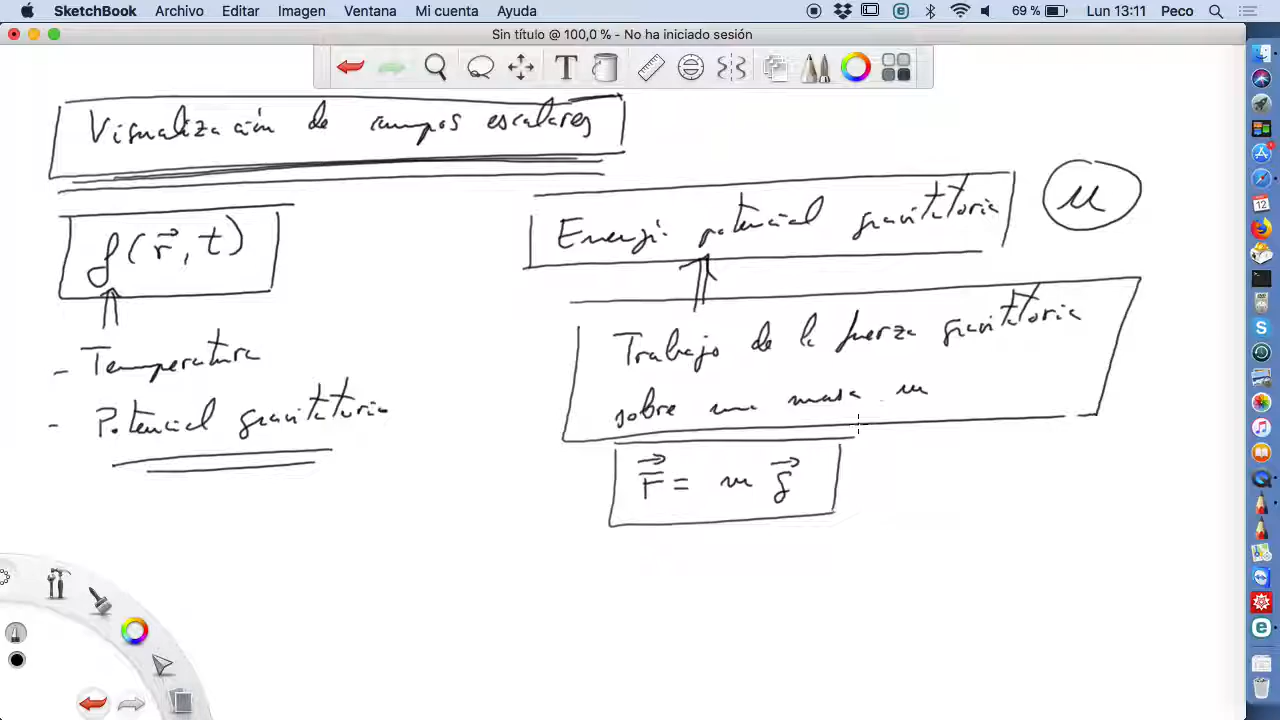 SketchBook Archivo Editar Imagen Ventana Mi cuenta Ayuda 69 % Lun 13:11 Peco
Sin título @ 100,0 % - No ha iniciado sesión
Visualización de campos escalares
f(r⃗, t)
- Temperatura
- Potencial gravitatorio
Energía potencial gravitatoria
u
Trabajo de la fuerza gravitatoria
sobre una masa m
F⃗ = m g⃗
12